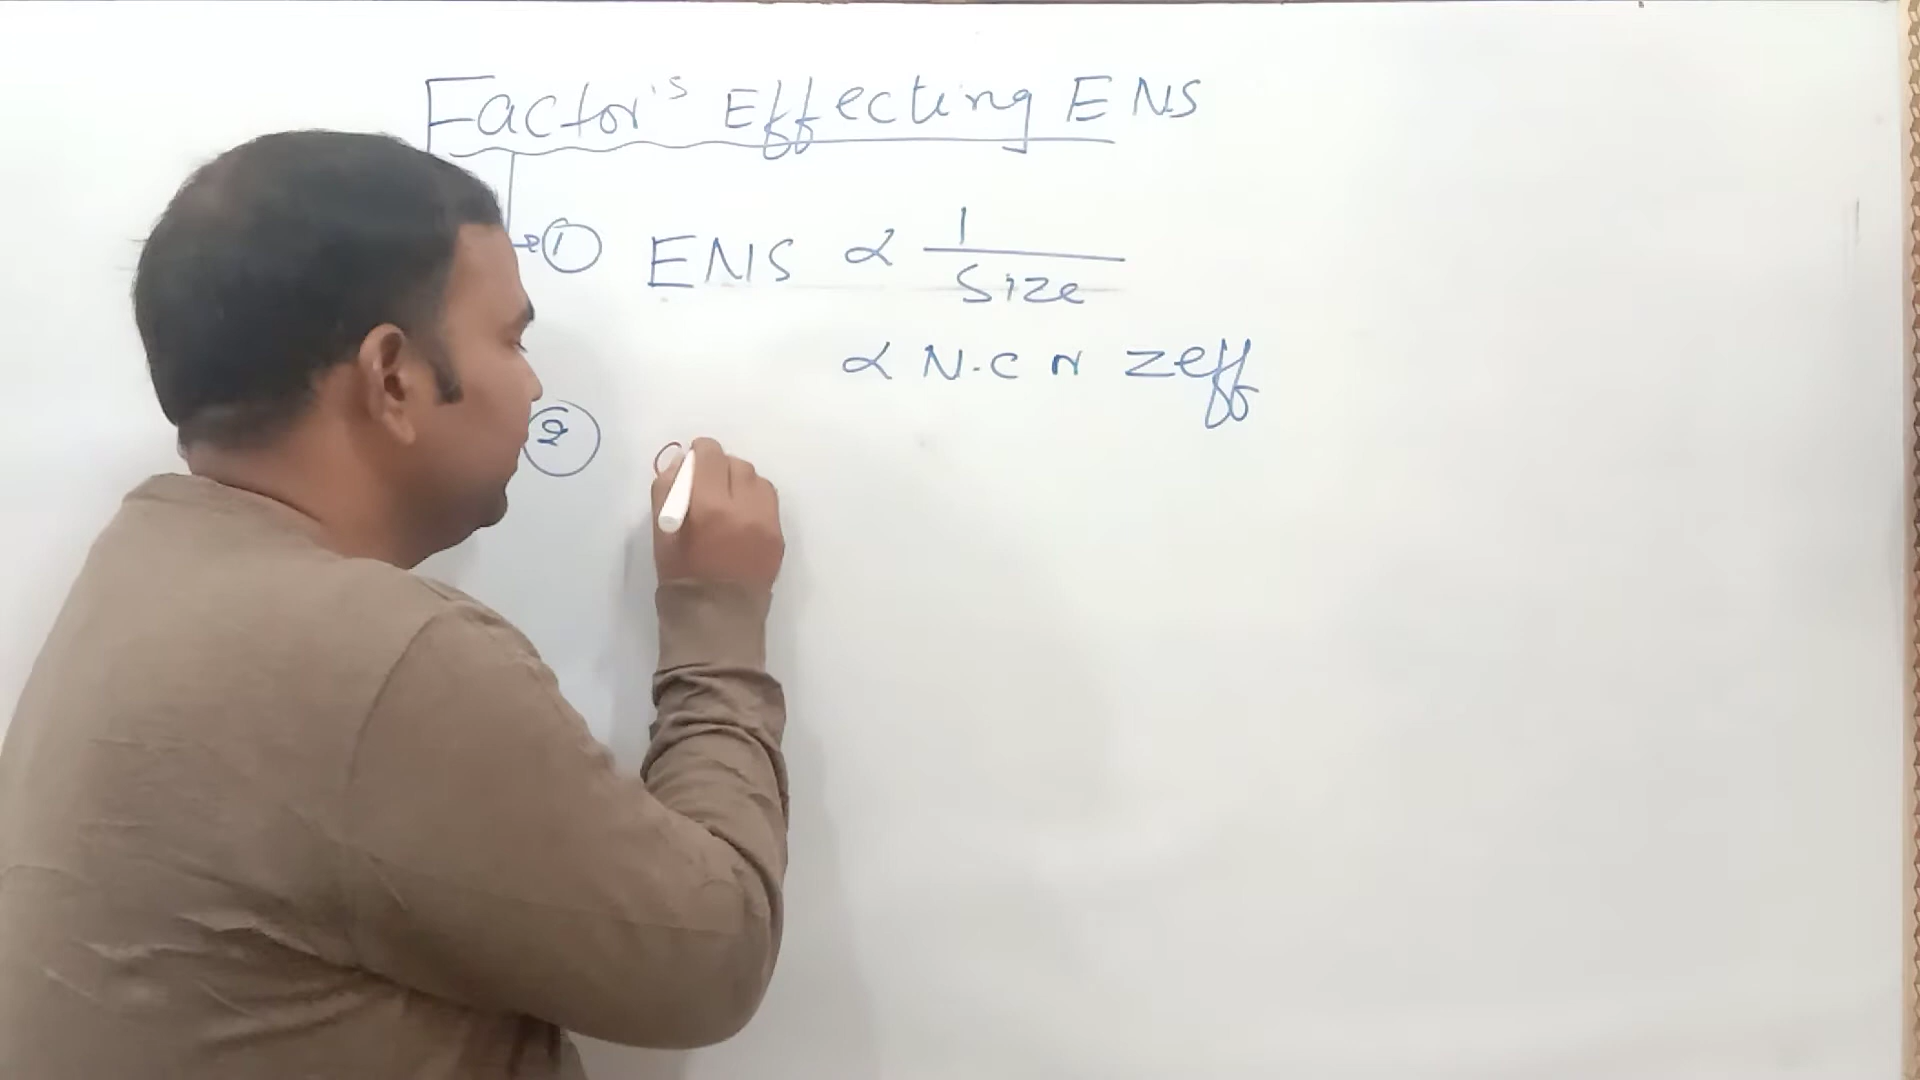 Factor's Effecting ENS
① ENS ∝ 1/Size
∝ N.C r Zeff
②